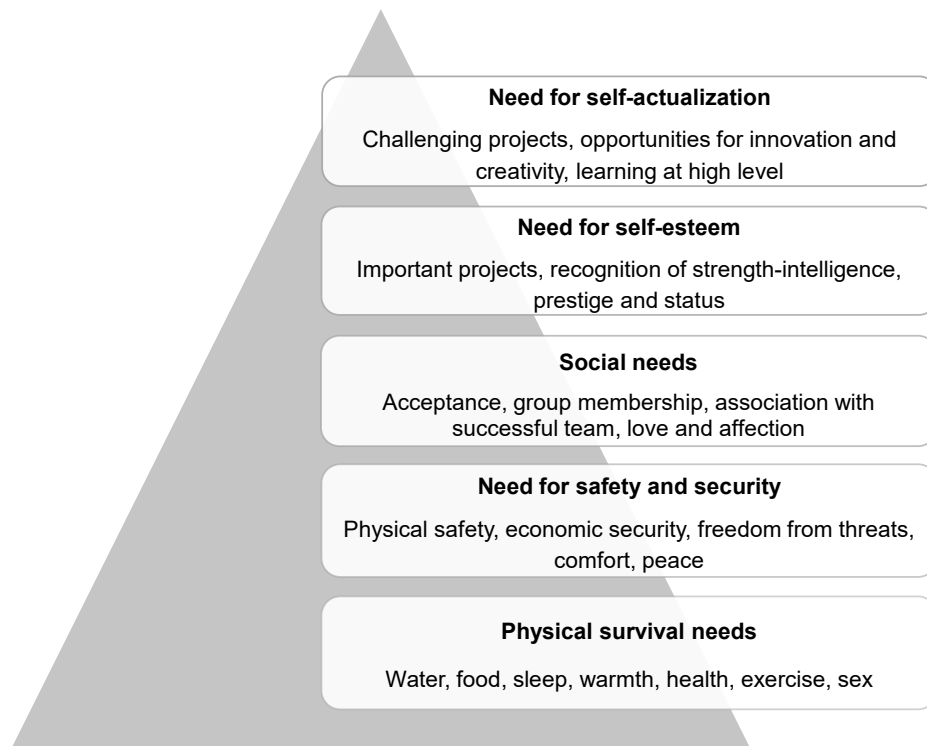 Need for self-actualization
Challenging projects, opportunities for innovation and
creativity, learning at high level
Need for self-esteem
Important projects, recognition of strength-intelligence,
prestige and status
Social needs
Acceptance, group membership, association with
successful team, love and affection
Need for safety and security
Physical safety, economic security, freedom from threats,
comfort, peace
Physical survival needs
Water, food, sleep, warmth, health, exercise, sex